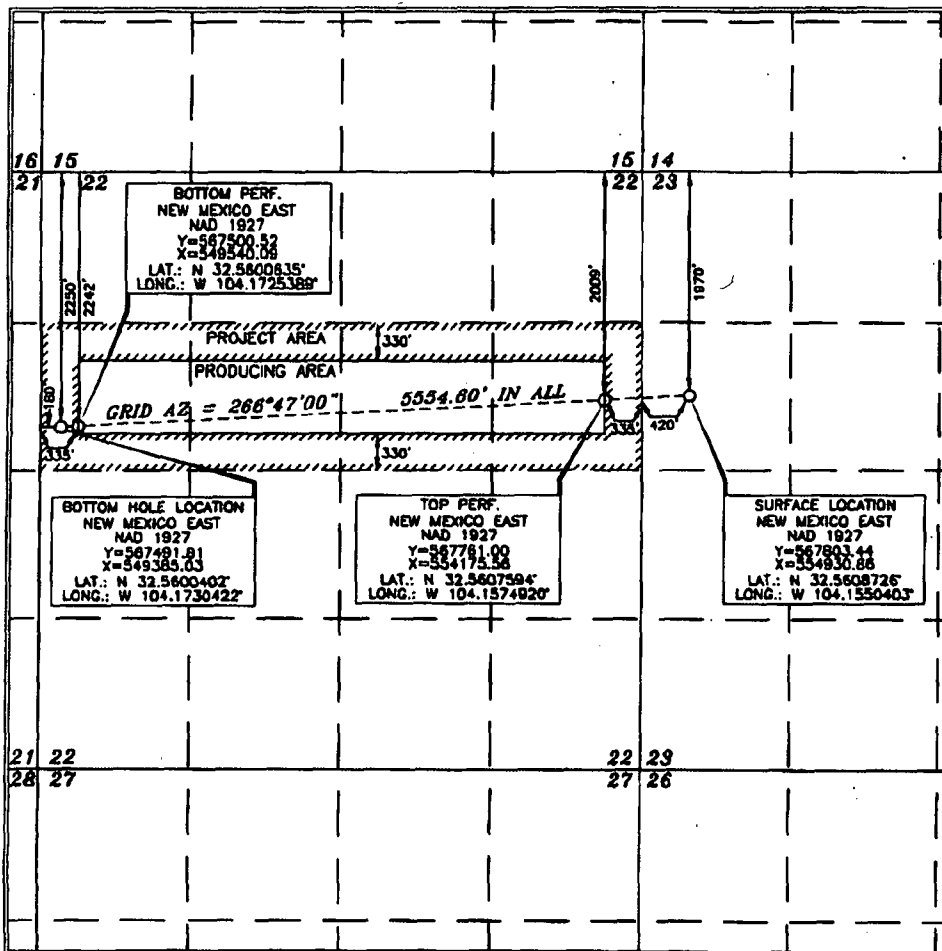 16 15
21 22
15 14
22 23
BOTTOM PERF.
NEW MEXICO EAST
NAD 1927
Y=567500.52
X=549540.09
LAT.: N 32.5600635°
LONG.: W 104.1725389°
2250'
2242'
2009'
1970'
PROJECT AREA
330'
PRODUCING AREA
GRID AZ = 266°47'00"
5554.60' IN ALL
180'
335'
330'
335'
420'
BOTTOM HOLE LOCATION
NEW MEXICO EAST
NAD 1927
Y=567491.81
X=549385.03
LAT.: N 32.5600402°
LONG.: W 104.1730422°
TOP PERF.
NEW MEXICO EAST
NAD 1927
Y=567761.00
X=554175.58
LAT.: N 32.5607594°
LONG.: W 104.1574920°
SURFACE LOCATION
NEW MEXICO EAST
NAD 1927
Y=567803.44
X=554930.86
LAT.: N 32.5608726°
LONG.: W 104.1550403°
21 22
28 27
22 23
27 26